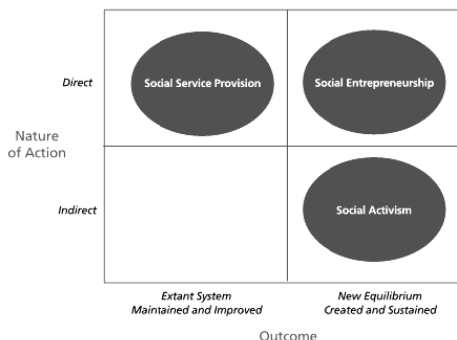 Direct
Social Service Provision
Social Entrepreneurship
Nature
of Action
Indirect
Social Activism
Extant System
Maintained and Improved
New Equilibrium
Created and Sustained
Outcome